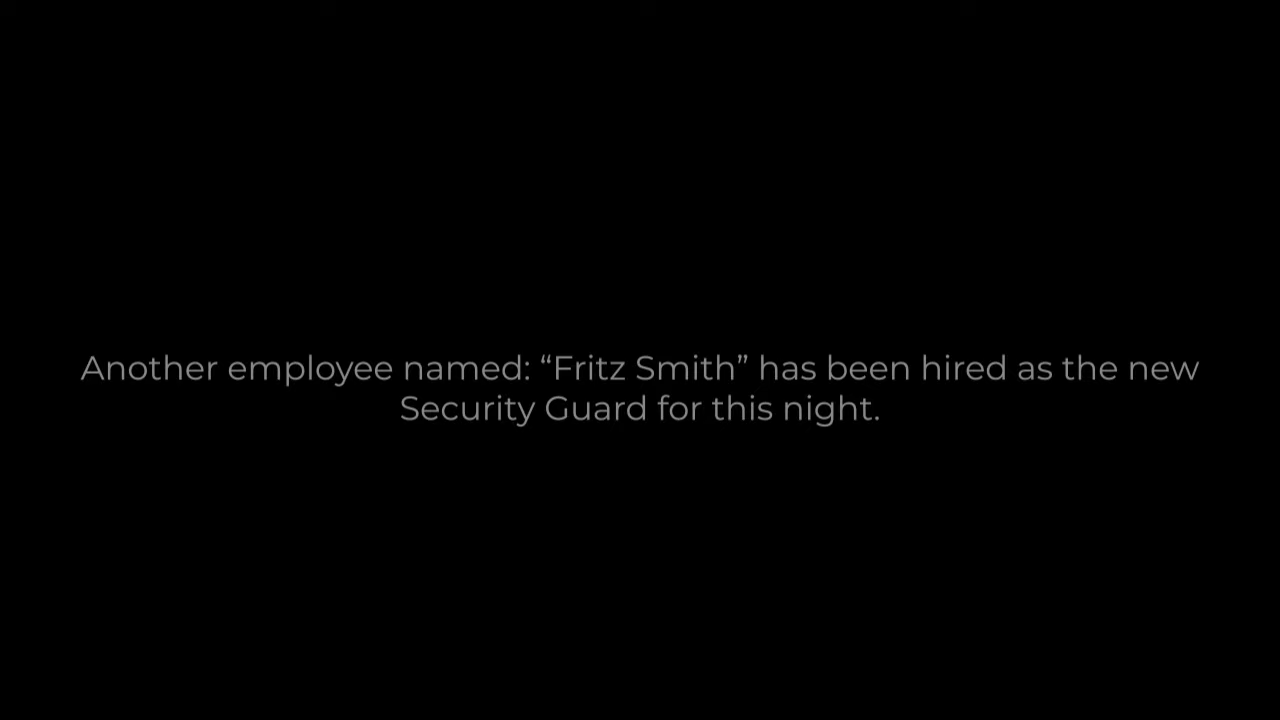 Another employee named: “Fritz Smith” has been hired as the new
Security Guard for this night.